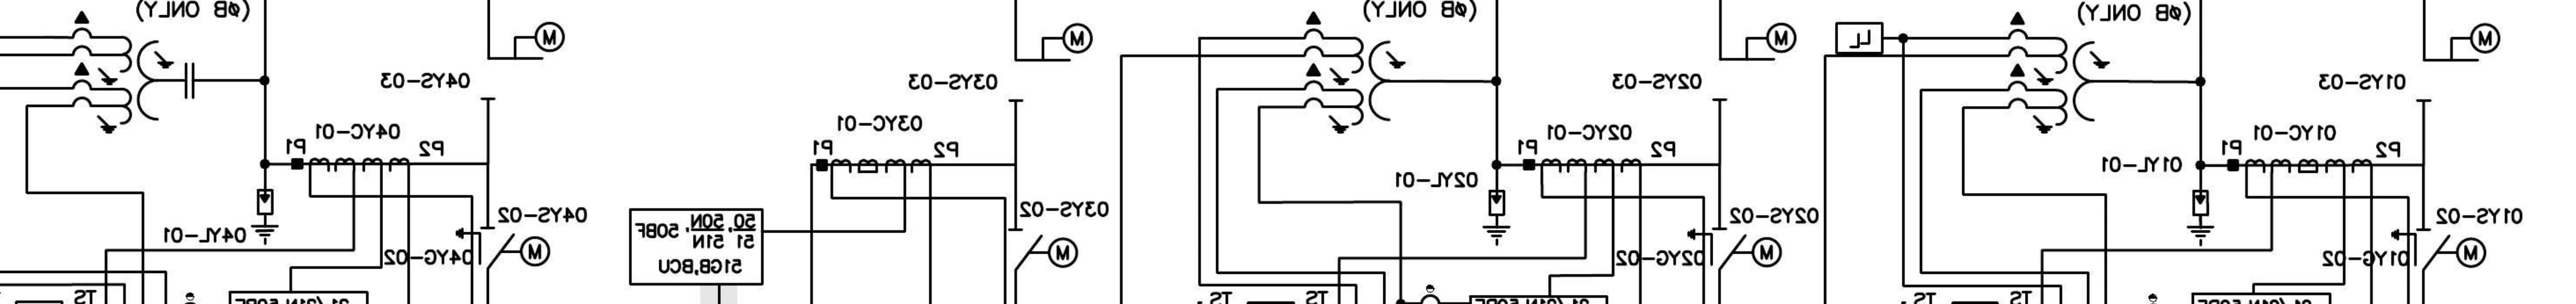 (ØB ONLY)
(ØB ONLY)
(ØB ONLY)
M
M
M
LL
M
04YS-03
03YS-03
02YS-03
01YS-03
04YC-01
03YC-01
02YC-01
01YC-01
P1
P2
P1
P2
P1
P2
P1
P2
01YL-01
02YL-01
04YS-02
03YS-02
02YS-02
01YS-02
50, 50N, 50BF
51 51N
51GB,BCU
04YL-01
04YG-02
M
M
02YG-02
M
01YG-02
M
TS
TS
TS
TS
TS